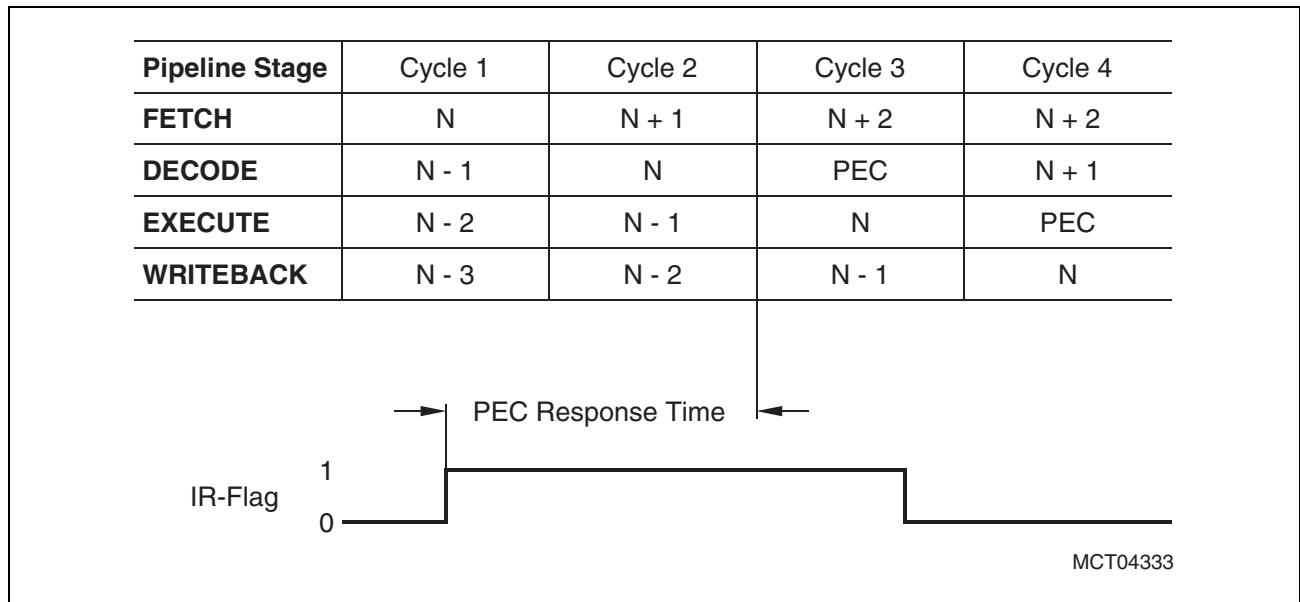 Pipeline Stage Cycle 1 Cycle 2 Cycle 3 Cycle 4
FETCH N N + 1 N + 2 N + 2
DECODE N - 1 N PEC N + 1
EXECUTE N - 2 N - 1 N PEC
WRITEBACK N - 3 N - 2 N - 1 N
PEC Response Time
1
IR-Flag
0
MCT04333